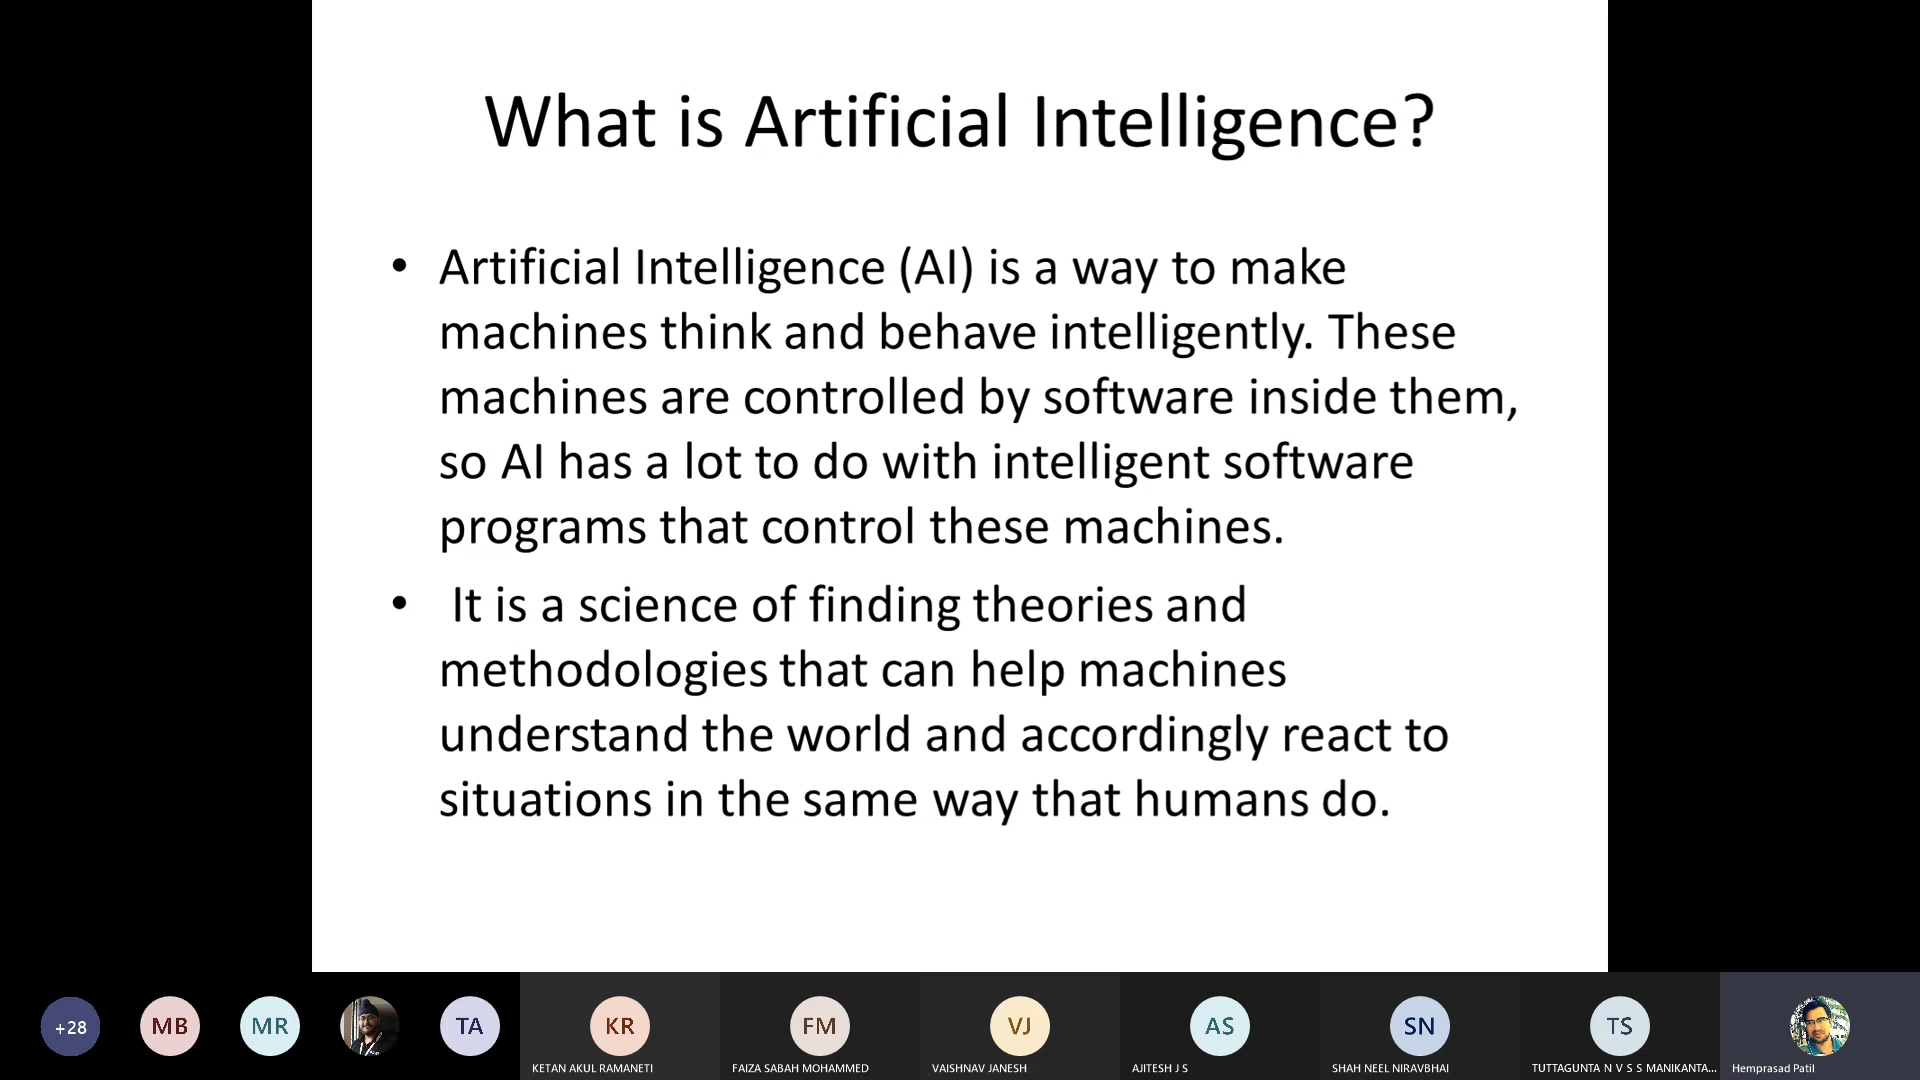 What is Artificial Intelligence?
• Artificial Intelligence (AI) is a way to make
machines think and behave intelligently. These
machines are controlled by software inside them,
so AI has a lot to do with intelligent software
programs that control these machines.
• It is a science of finding theories and
methodologies that can help machines
understand the world and accordingly react to
situations in the same way that humans do.
+28
MB
MR
TA
KR
FM
VJ
AS
SN
TS
KETAN AKUL RAMANETI
FAIZA SABAH MOHAMMED
VAISHNAV JANESH
AJITESH J S
SHAH NEEL NIRAVBHAI
TUTTAGUNTA N V S S MANIKANTA...
Hemprasad Patil